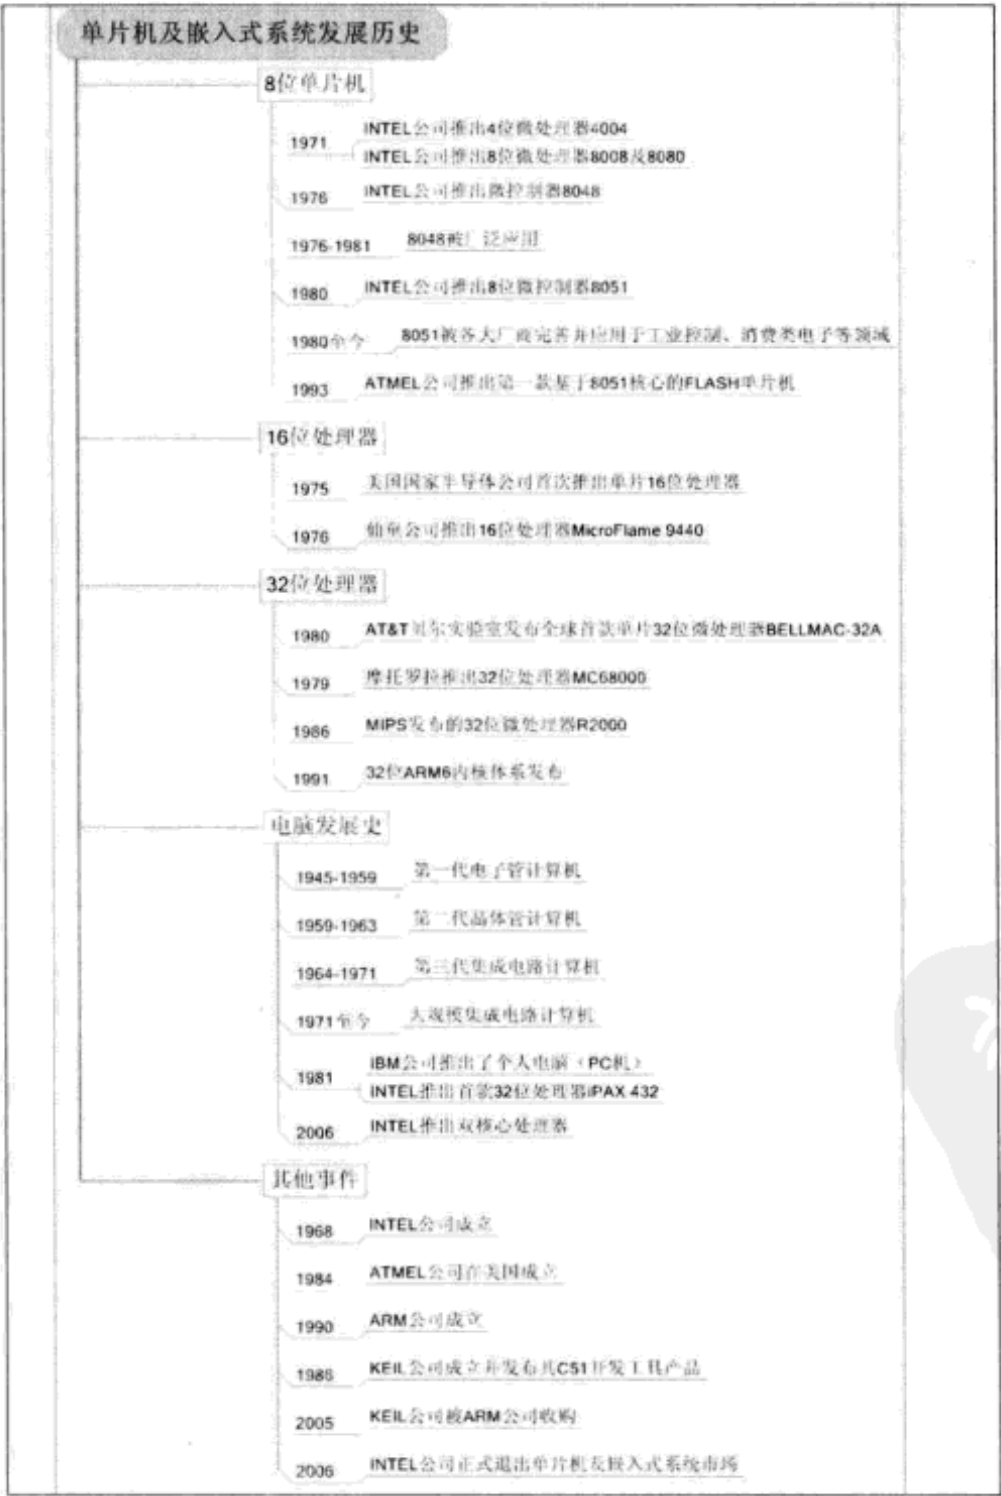 单片机及嵌入式系统发展历史
8位单片机
1971
INTEL公司推出4位微处理器4004
INTEL公司推出8位微处理器8008及8080
1976
INTEL公司推出微控制器8048
1976-1981
8048被广泛应用
1980
INTEL公司推出8位微控制器8051
1980至今
8051被各大厂商完善并应用于工业控制、消费类电子等领域
1993
ATMEL公司推出第一款基于8051核心的FLASH单片机
16位处理器
1975
美国国家半导体公司首次推出单片16位处理器
1976
仙童公司推出16位处理器MicroFlame 9440
32位处理器
1980
AT&T贝尔实验室发布全球首款单片32位微处理器BELLMAC-32A
1979
摩托罗拉推出32位处理器MC68000
1986
MIPS发布的32位微处理器R2000
1991
32位ARM6内核体系发布
电脑发展史
1945-1959
第一代电子管计算机
1959-1963
第二代晶体管计算机
1964-1971
第三代集成电路计算机
1971至今
大规模集成电路计算机
1981
IBM公司推出了个人电脑（PC机）
INTEL推出首款32位处理器iPAX 432
2006
INTEL推出双核心处理器
其他事件
1968
INTEL公司成立
1984
ATMEL公司在美国成立
1990
ARM公司成立
1986
KEIL公司成立并发布其C51开发工具产品
2005
KEIL公司被ARM公司收购
2006
INTEL公司正式退出单片机及嵌入式系统市场